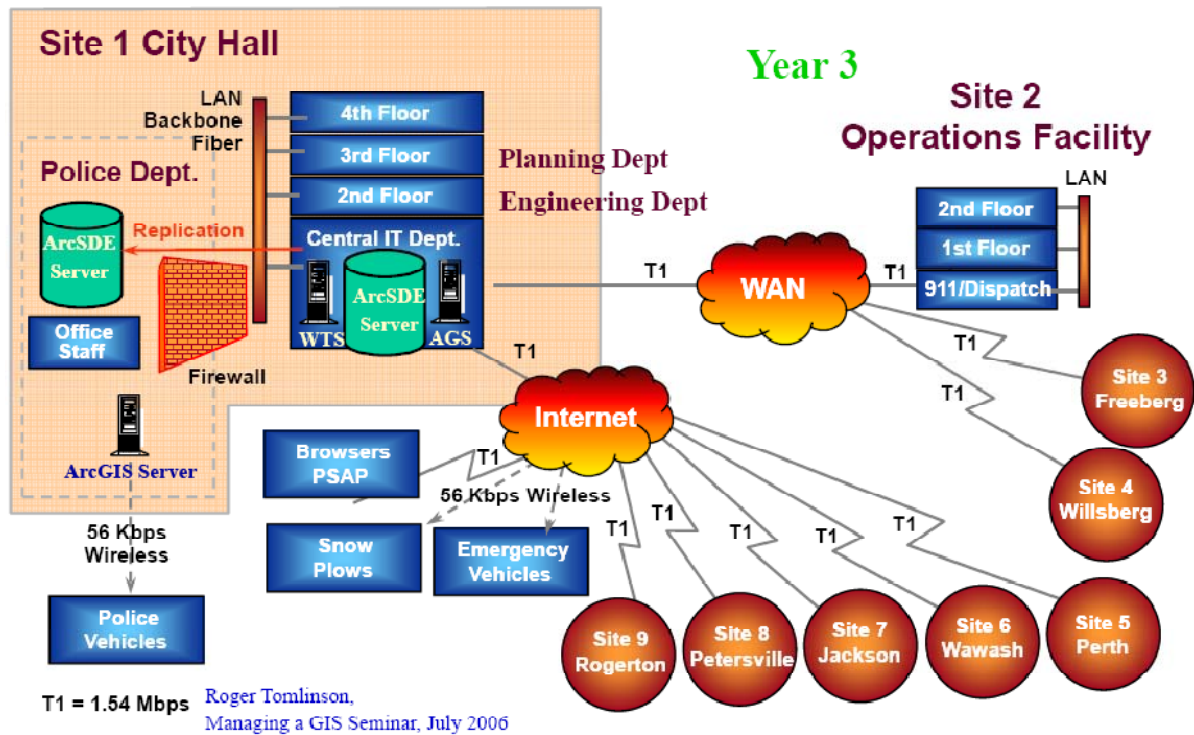 Site 1 City Hall
Year 3
Site 2
Operations Facility
LAN
Backbone
Fiber
4th Floor
3rd Floor
2nd Floor
Planning Dept
Engineering Dept
Police Dept.
ArcSDE
Server
Replication
Central IT Dept.
ArcSDE
Server
WTS
AGS
Office
Staff
Firewall
ArcGIS Server
T1
WAN
T1
LAN
2nd Floor
1st Floor
911/Dispatch
T1
Site 3
Freeberg
T1
Site 4
Willsberg
T1
Internet
Browsers
PSAP
T1
56 Kbps Wireless
Snow
Plows
Emergency
Vehicles
56 Kbps
Wireless
Police
Vehicles
T1
T1
T1
T1
T1
Site 9
Rogerton
Site 8
Petersville
Site 7
Jackson
Site 6
Wawash
Site 5
Perth
T1 = 1.54 Mbps
Roger Tomlinson,
Managing a GIS Seminar, July 2006